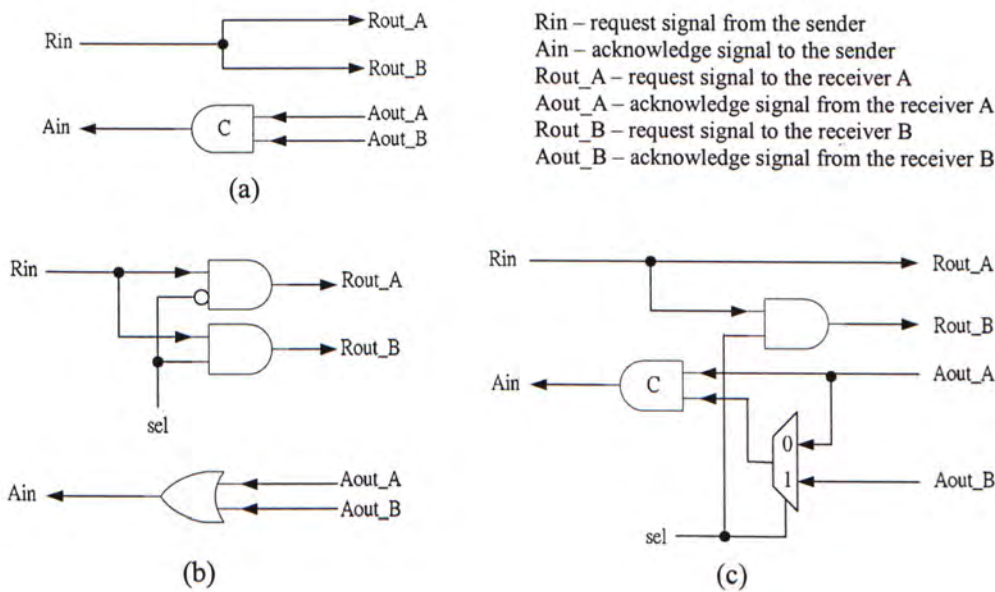 Rin
Rout_A
Rout_B
Ain
C
Aout_A
Aout_B
(a)
Rin – request signal from the sender
Ain – acknowledge signal to the sender
Rout_A – request signal to the receiver A
Aout_A – acknowledge signal from the receiver A
Rout_B – request signal to the receiver B
Aout_B – acknowledge signal from the receiver B
Rin
Rout_A
Rout_B
sel
Ain
Aout_A
Aout_B
(b)
Rin
Rout_A
Rout_B
Ain
C
Aout_A
0
1
Aout_B
sel
(c)